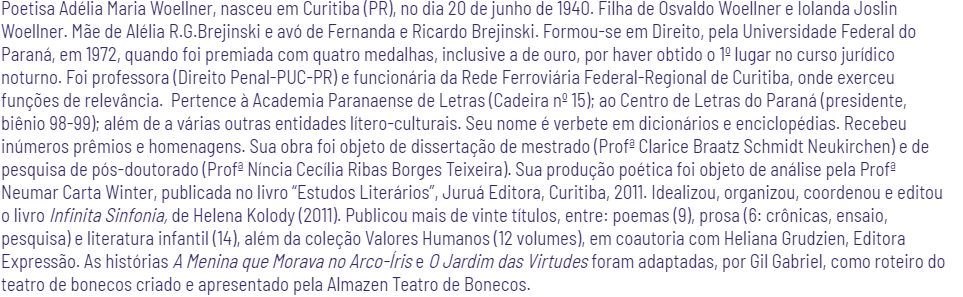 Poetisa Adélia Maria Woellner, nasceu em Curitiba (PR), no dia 20 de junho de 1940. Filha de Osvaldo Woellner e Iolanda Joslin
Woellner. Mãe de Alélia R.G.Brejinski e avó de Fernanda e Ricardo Brejinski. Formou-se em Direito, pela Universidade Federal do
Paraná, em 1972, quando foi premiada com quatro medalhas, inclusive a de ouro, por haver obtido o 1º lugar no curso jurídico
noturno. Foi professora (Direito Penal-PUC-PR) e funcionária da Rede Ferroviária Federal-Regional de Curitiba, onde exerceu
funções de relevância.  Pertence à Academia Paranaense de Letras (Cadeira nº 15); ao Centro de Letras do Paraná (presidente,
biênio 98-99); além de a várias outras entidades lítero-culturais. Seu nome é verbete em dicionários e enciclopédias. Recebeu
inúmeros prêmios e homenagens. Sua obra foi objeto de dissertação de mestrado (Profª Clarice Braatz Schmidt Neukirchen) e de
pesquisa de pós-doutorado (Profª Níncia Cecília Ribas Borges Teixeira). Sua produção poética foi objeto de análise pela Profª
Neumar Carta Winter, publicada no livro “Estudos Literários”, Juruá Editora, Curitiba, 2011. Idealizou, organizou, coordenou e editou
o livro Infinita Sinfonia, de Helena Kolody (2011). Publicou mais de vinte títulos, entre: poemas (9), prosa (6: crônicas, ensaio,
pesquisa) e literatura infantil (14), além da coleção Valores Humanos (12 volumes), em coautoria com Heliana Grudzien, Editora
Expressão. As histórias A Menina que Morava no Arco-Íris e O Jardim das Virtudes foram adaptadas, por Gil Gabriel, como roteiro do
teatro de bonecos criado e apresentado pela Almazen Teatro de Bonecos.